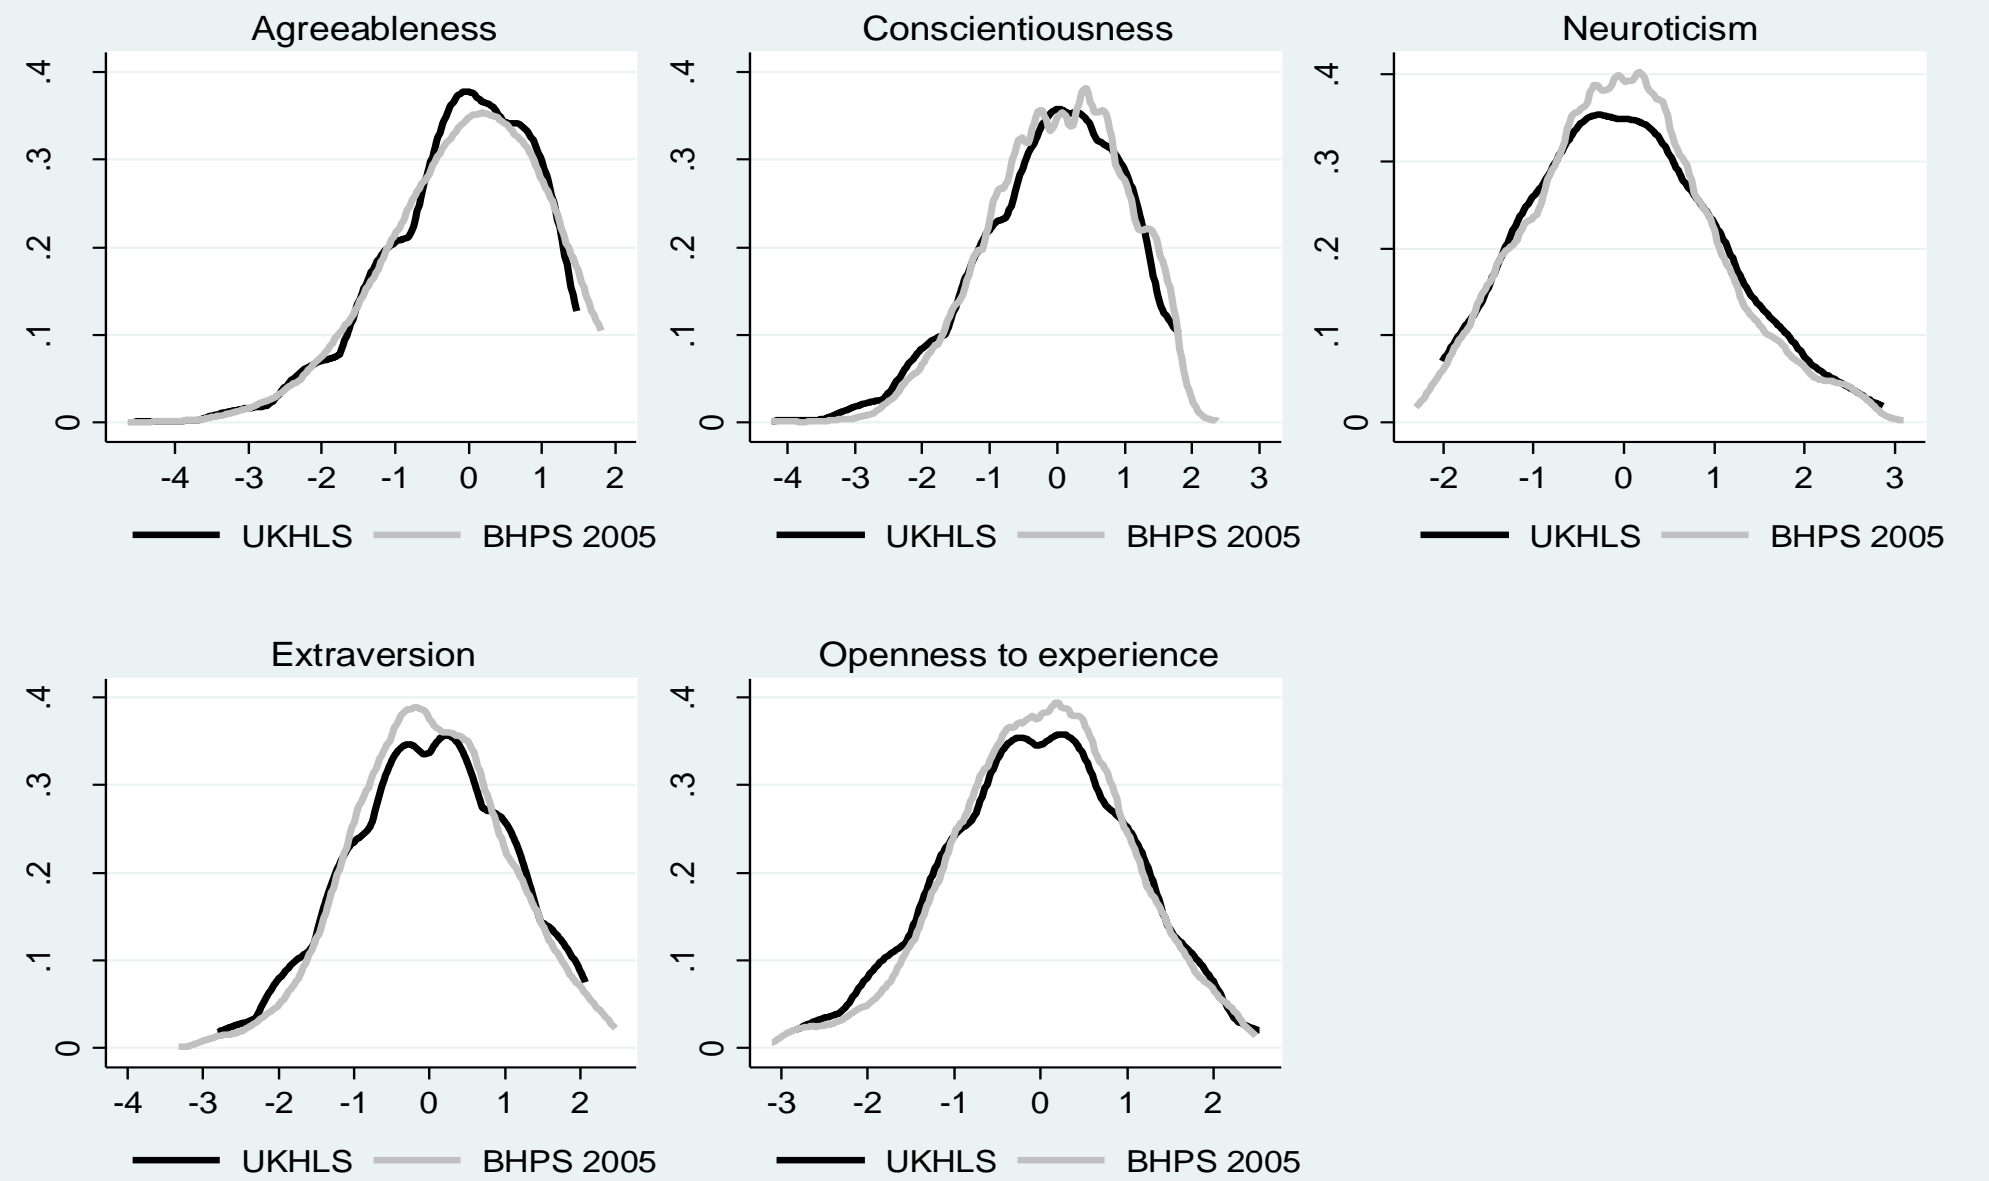 Agreeableness
.4
.3
.2
.1
0
-4 -3 -2 -1 0 1 2
UKHLS BHPS 2005
Conscientiousness
.4
.3
.2
.1
0
-4 -3 -2 -1 0 1 2 3
UKHLS BHPS 2005
Neuroticism
.4
.3
.2
.1
0
-2 -1 0 1 2 3
UKHLS BHPS 2005
Extraversion
.4
.3
.2
.1
0
-4 -3 -2 -1 0 1 2
UKHLS BHPS 2005
Openness to experience
.4
.3
.2
.1
0
-3 -2 -1 0 1 2
UKHLS BHPS 2005